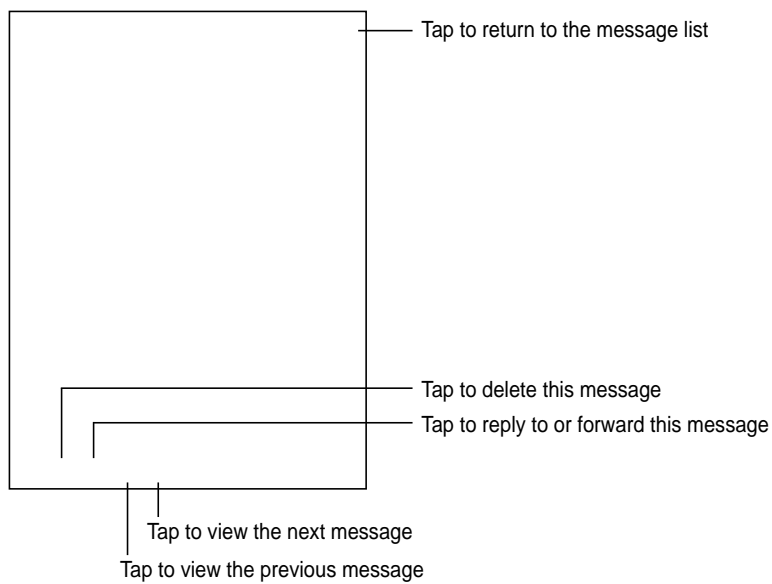 Tap to return to the message list
Tap to delete this message
Tap to reply to or forward this message
Tap to view the next message
Tap to view the previous message